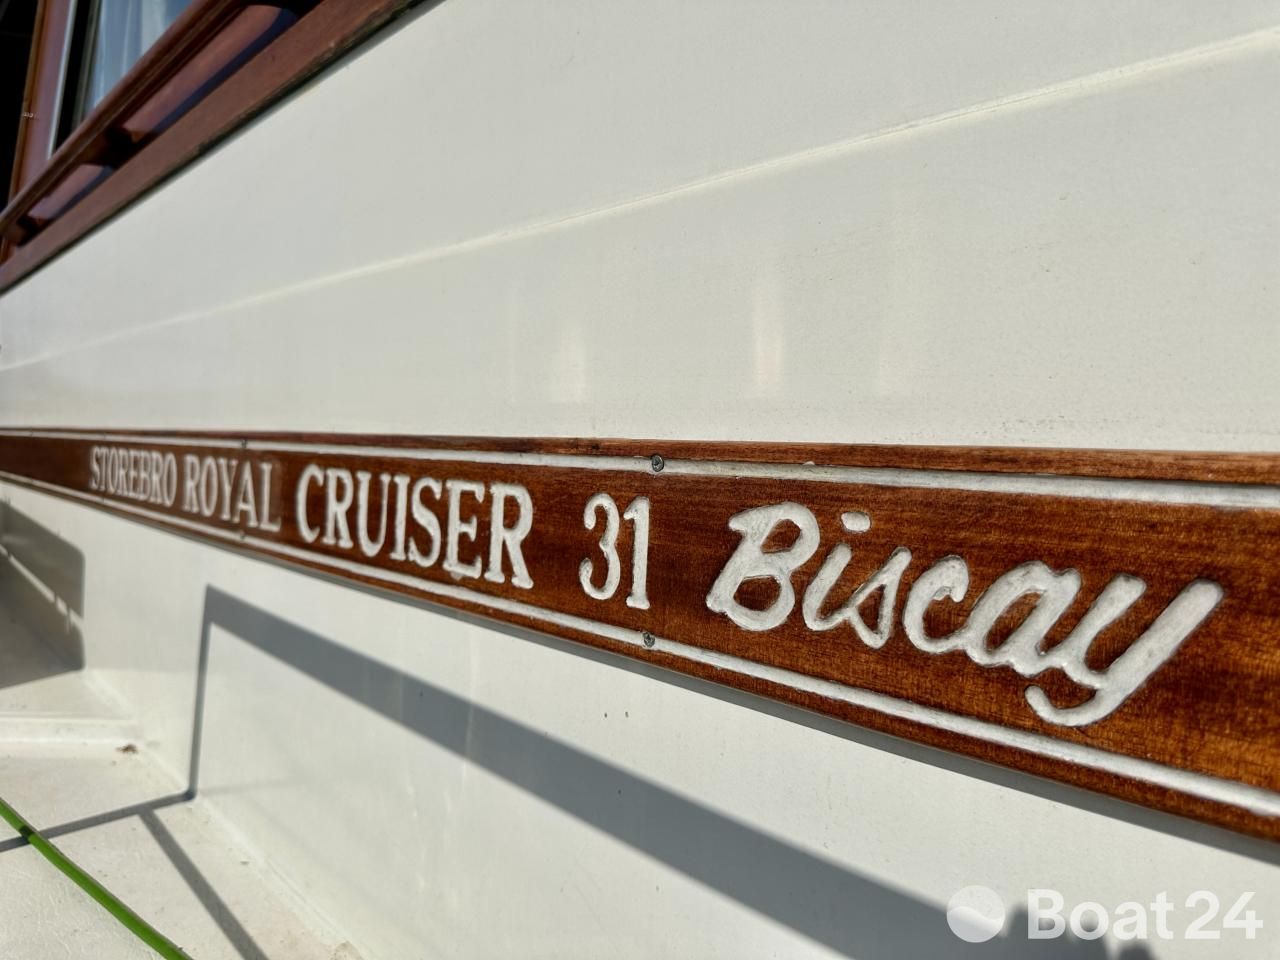 STOREBRO ROYAL CRUISER 31 Biscay
Boat24